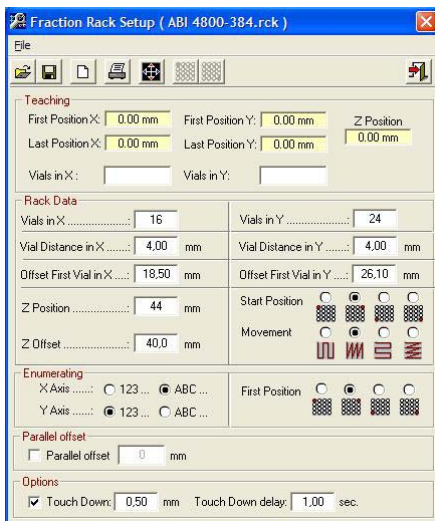 Fraction Rack Setup ( ABI 4800-384.rck )
File
Teaching
First Position X: 0.00 mm First Position Y: 0.00 mm Z Position
0.00 mm
Last Position X: 0.00 mm Last Position Y: 0.00 mm
Vials in X : Vials in Y:
Rack Data
Vials in X ..................: 16 Vials in Y ..................: 24
Vial Distance in X ......: 4,00 mm Vial Distance in Y ......: 4,00 mm
Offset First Vial in X ....: 18,50 mm Offset First Vial in Y ....: 26,10 mm
Z Position ..................: 44 mm Start Position
Movement
Z Offset ....................: 40,0 mm
Enumerating
X Axis ......: 123 ... ABC ... First Position
Y Axis ......: 123 ... ABC ...
Parallel offset
Parallel offset 0 mm
Options
Touch Down: 0,50 mm Touch Down delay: 1,00 sec.